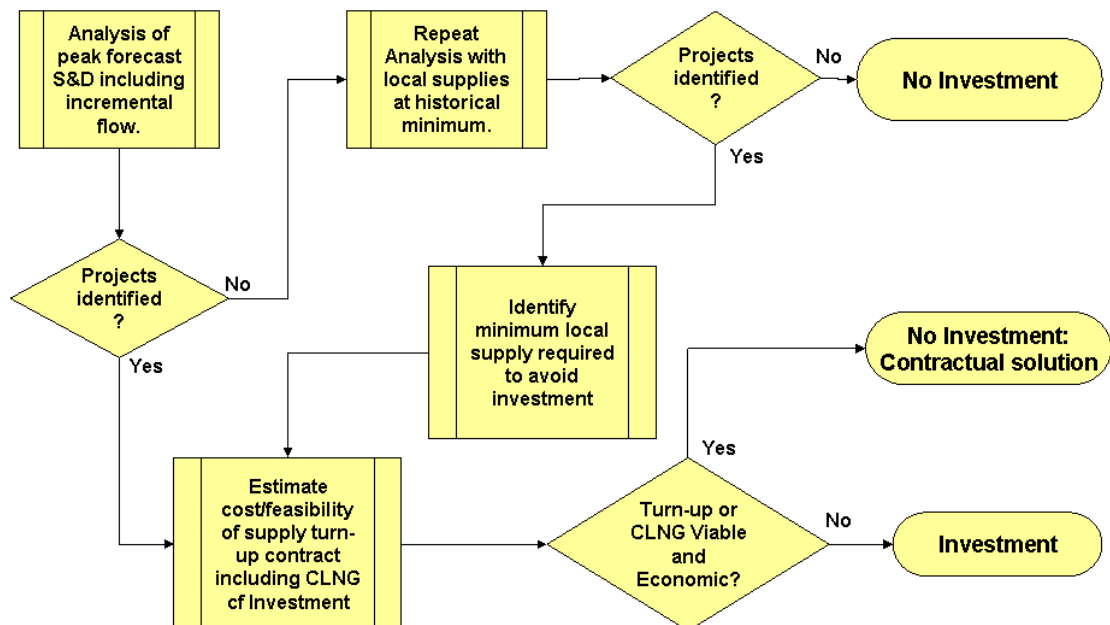 Analysis of
peak forecast
S&D including
incremental
flow.
No
Repeat
Analysis with
local supplies
at historical
minimum.
Projects
identified
?
No
No Investment
Yes
Projects
identified
?
No
Yes
Identify
minimum local
supply required
to avoid
investment
No Investment:
Contractual solution
Yes
Estimate
cost/feasibility
of supply turn-
up contract
including CLNG
cf Investment
Turn-up or
CLNG Viable
and
Economic?
No
Investment